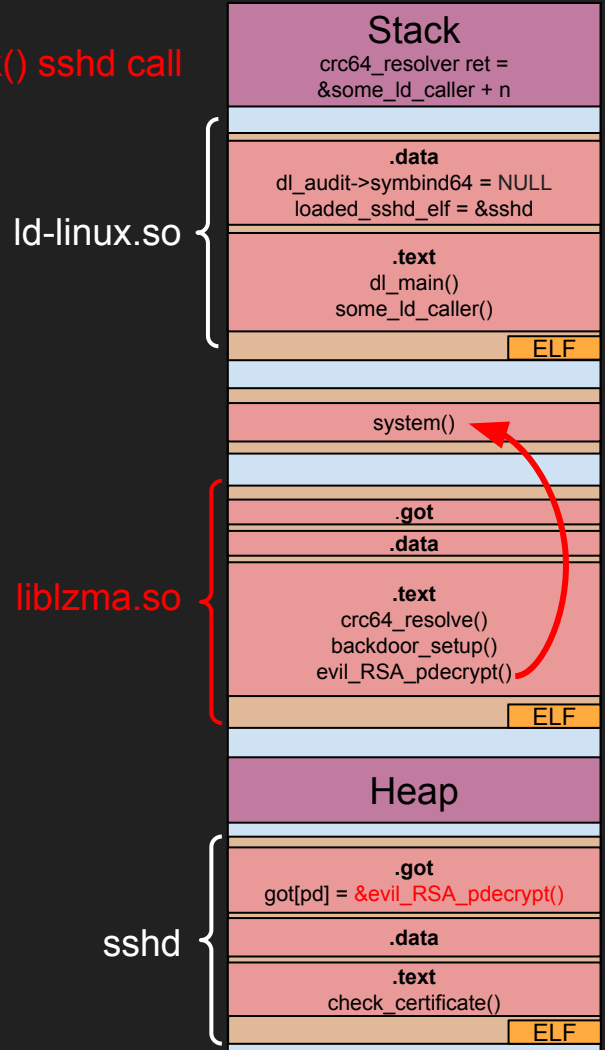 () sshd call
Stack
crc64_resolver ret =
&some_ld_caller + n
ld-linux.so
.data
dl_audit->symbind64 = NULL
loaded_sshd_elf = &sshd
.text
dl_main()
some_ld_caller()
ELF
system()
liblzma.so
.got
.data
.text
crc64_resolve()
backdoor_setup()
evil_RSA_pdecrypt()
ELF
Heap
sshd
.got
got[pd] = &evil_RSA_pdecrypt()
.data
.text
check_certificate()
ELF